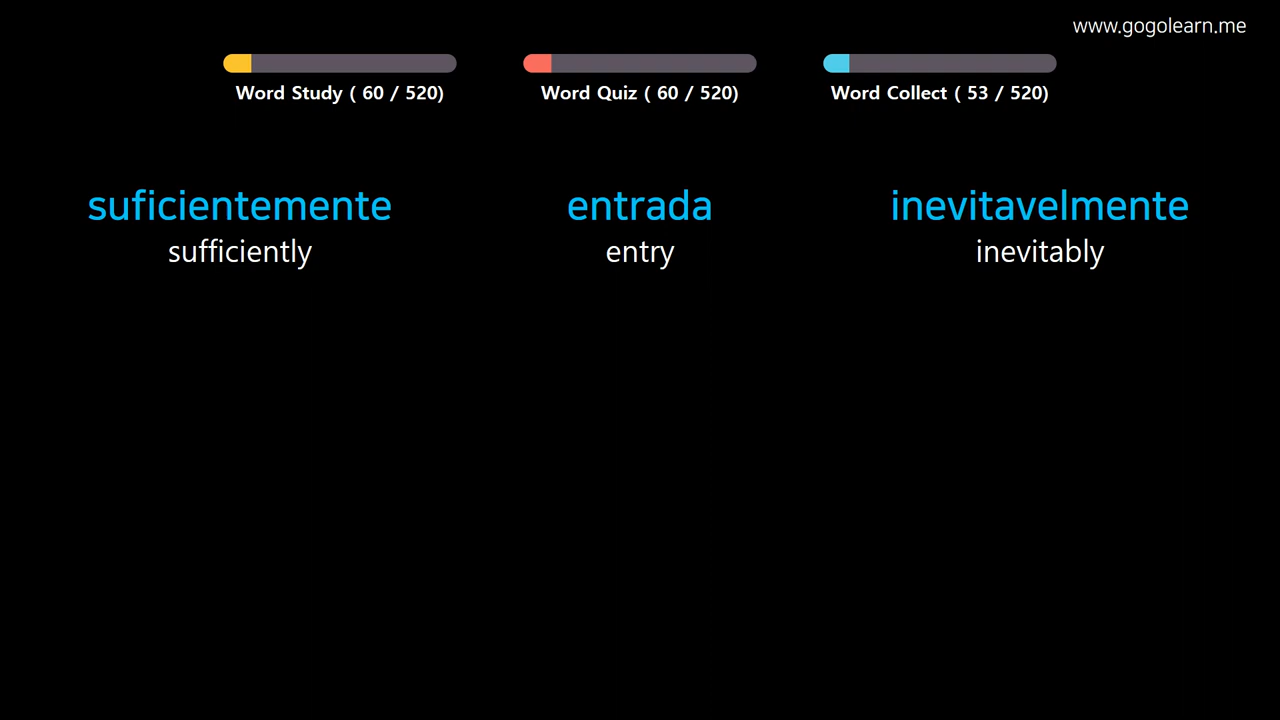 www.gogolearn.me
Word Study ( 60 / 520)
Word Quiz ( 60 / 520)
Word Collect ( 53 / 520)
suficientemente
sufficiently
entrada
entry
inevitavelmente
inevitably